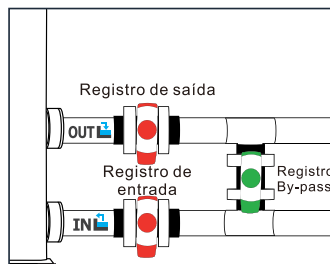 Registro de saída
OUT
Registro de
entrada
Registro
By-pass
IN